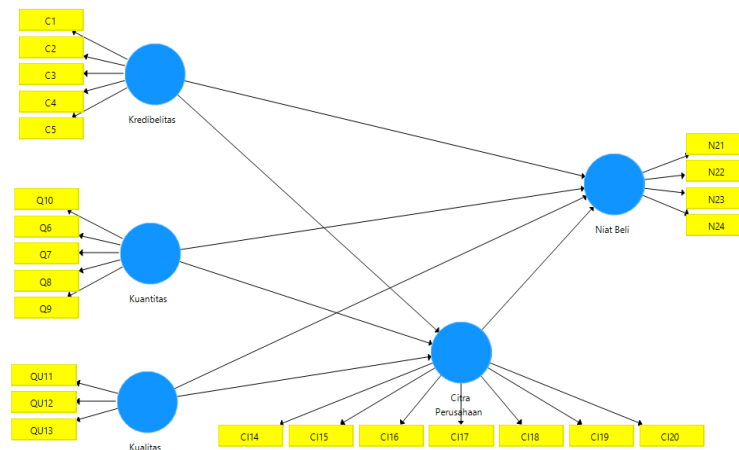 C1
C2
C3
C4
C5
Kredibelitas
Q10
Q6
Q7
Q8
Q9
Kuantitas
QU11
QU12
QU13
Kualitas
N21
N22
N23
N24
Niat Beli
Citra
Perusahaan
CI14
CI15
CI16
CI17
CI18
CI19
CI20